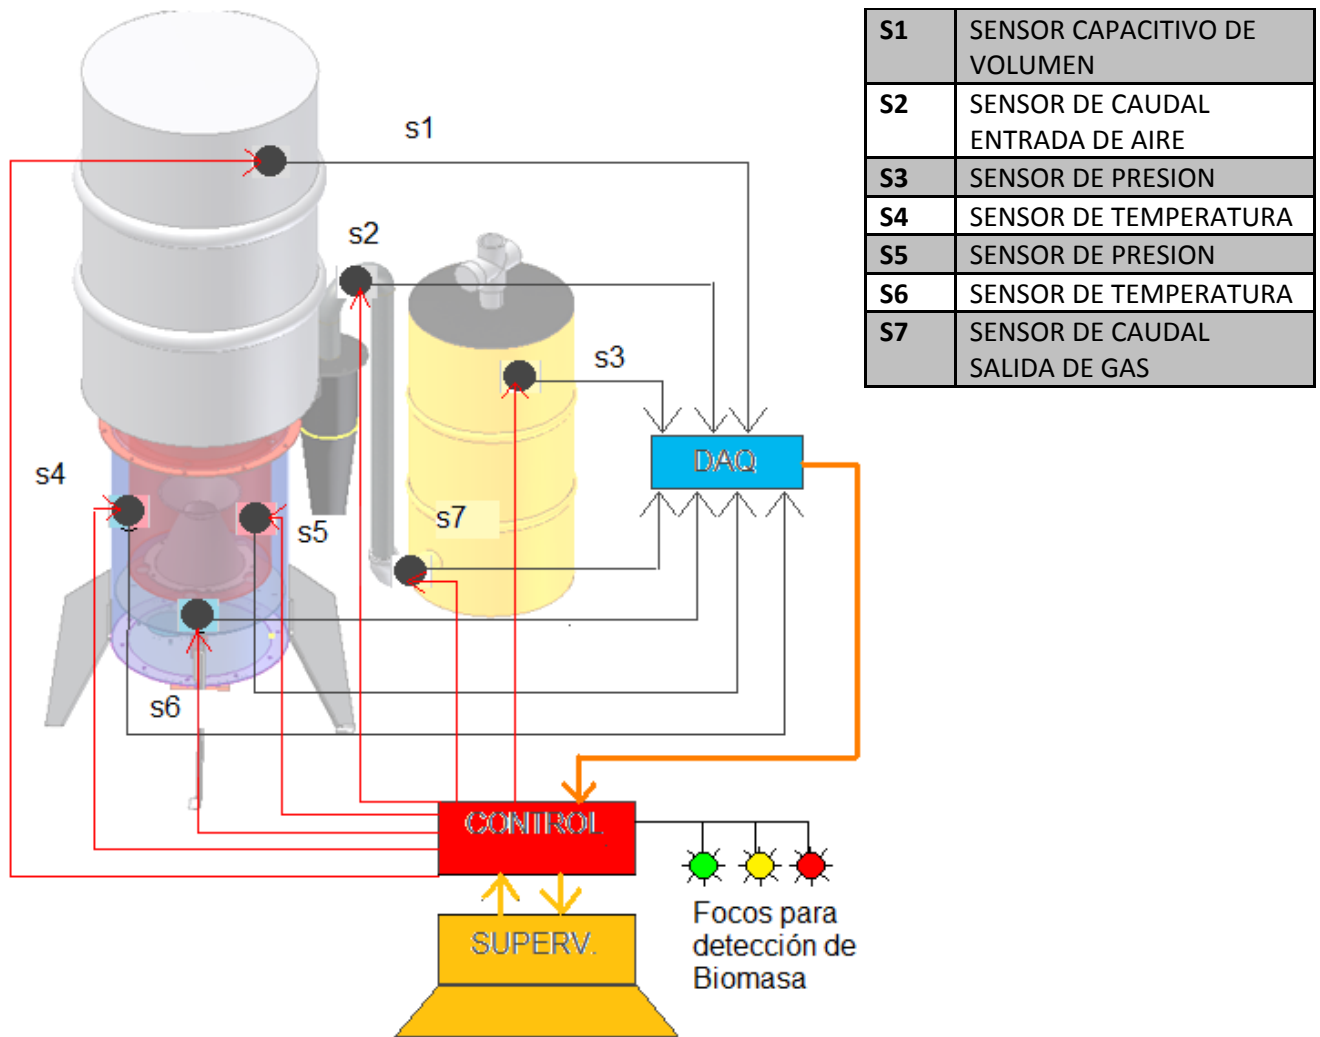 s1
s2
s3
s4
s5
s7
s6
DAQ
CONTROL
SUPERV.
Focos para
detección de
Biomasa
S1 SENSOR CAPACITIVO DE
VOLUMEN
S2 SENSOR DE CAUDAL
ENTRADA DE AIRE
S3 SENSOR DE PRESION
S4 SENSOR DE TEMPERATURA
S5 SENSOR DE PRESION
S6 SENSOR DE TEMPERATURA
S7 SENSOR DE CAUDAL
SALIDA DE GAS